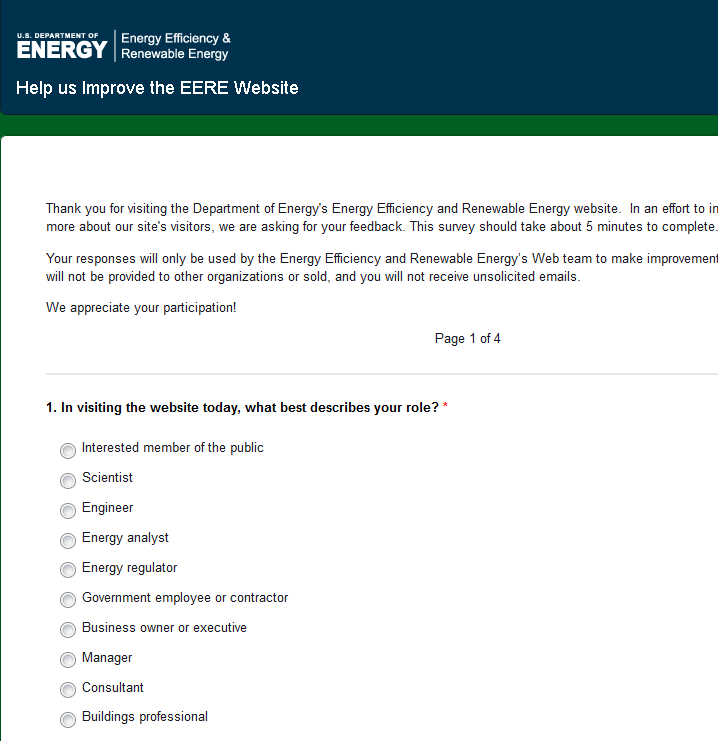 U.S. DEPARTMENT OF
ENERGY
Energy Efficiency &
Renewable Energy
Help us Improve the EERE Website
Thank you for visiting the Department of Energy's Energy Efficiency and Renewable Energy website. In an effort to
more about our site's visitors, we are asking for your feedback. This survey should take about 5 minutes to complete.
Your responses will only be used by the Energy Efficiency and Renewable Energy's Web team to make improvement
will not be provided to other organizations or sold, and you will not receive unsolicited emails.
We appreciate your participation!
Page 1 of 4
1. In visiting the website today, what best describes your role? *
Interested member of the public
Scientist
Engineer
Energy analyst
Energy regulator
Government employee or contractor
Business owner or executive
Manager
Consultant
Buildings professional